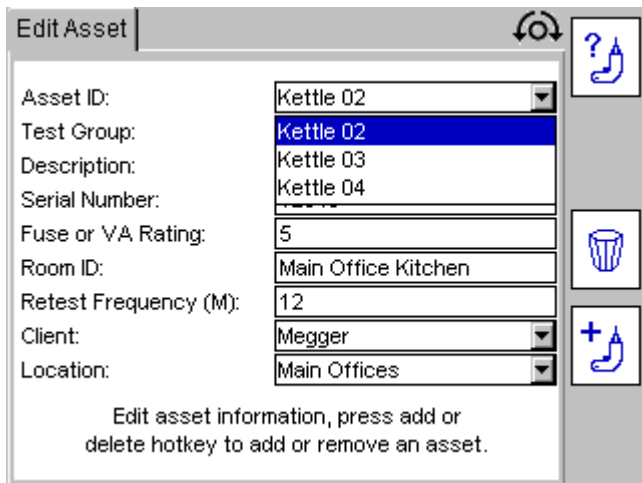 Edit Asset
?
Asset ID: Kettle 02
Test Group: Kettle 02
Description: Kettle 03
Kettle 04
Serial Number:
Fuse or VA Rating: 5
Room ID: Main Office Kitchen
Retest Frequency (M): 12
Client: Megger
Location: Main Offices
+
Edit asset information, press add or
delete hotkey to add or remove an asset.